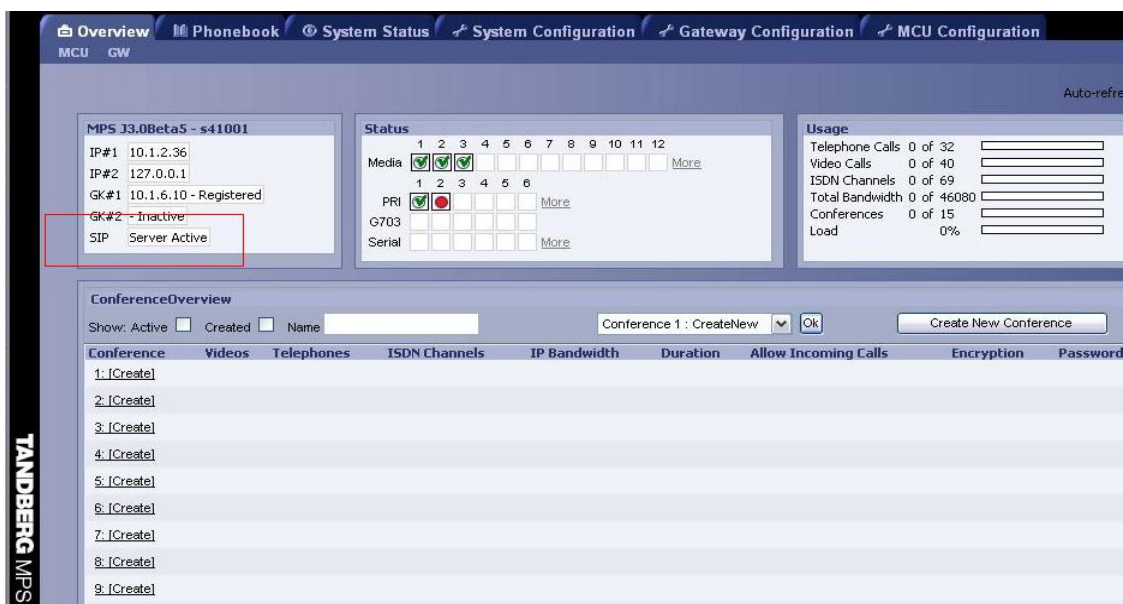 Overview Phonebook System Status System Configuration Gateway Configuration MCU Configuration
MCU GW
Auto-refre
MPS J3.0Beta5 - s41001
IP#1 10.1.2.36
IP#2 127.0.0.1
GK#1 10.1.6.10 - Registered
GK#2 - Inactive
SIP Server Active
Status
1 2 3 4 5 6 7 8 9 10 11 12
Media More
1 2 3 4 5 6
PRI More
G703
Serial More
Usage
Telephone Calls 0 of 32
Video Calls 0 of 40
ISDN Channels 0 of 69
Total Bandwidth 0 of 46080
Conferences 0 of 15
Load 0%
ConferenceOverview
Show: Active Created Name Conference 1 : CreateNew Ok Create New Conference
Conference Videos Telephones ISDN Channels IP Bandwidth Duration Allow Incoming Calls Encryption Password
1: [Create]
2: [Create]
3: [Create]
4: [Create]
5: [Create]
6: [Create]
7: [Create]
8: [Create]
9: [Create]
TANDBERG MPS